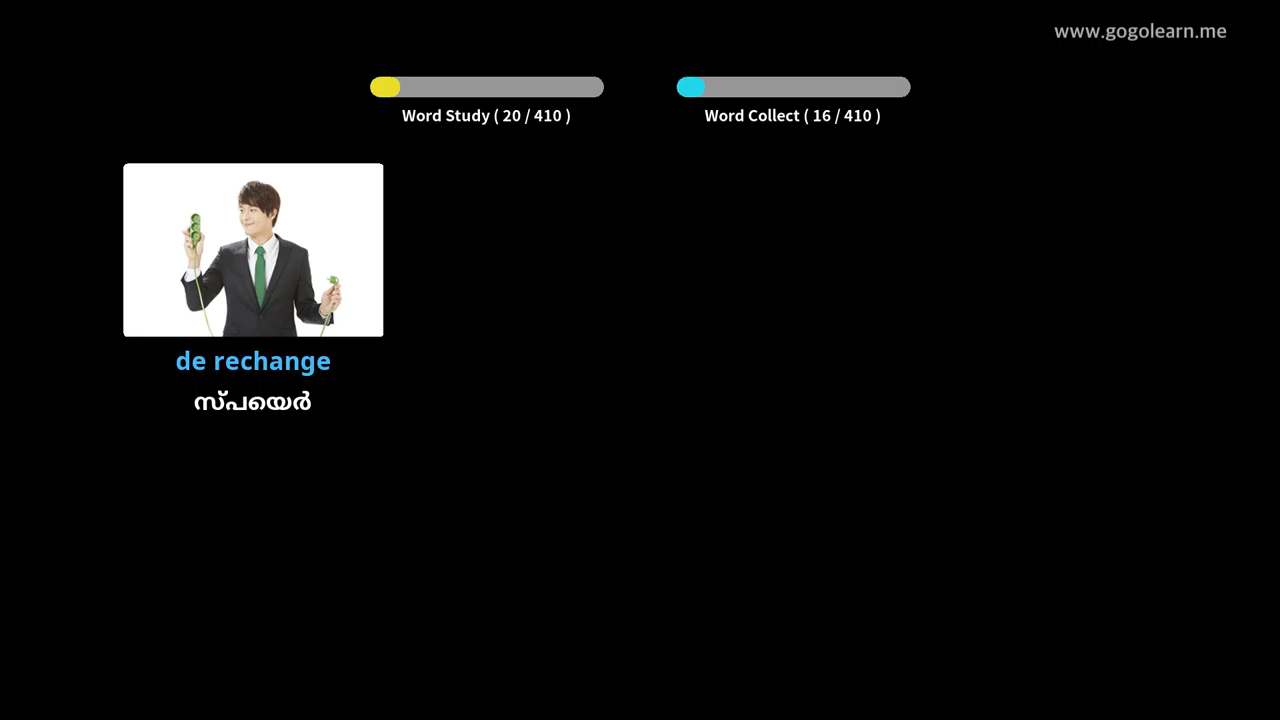 www.gogolearn.me
Word Study ( 20 / 410 )
Word Collect ( 16 / 410 )
de rechange
സ്പയെർ